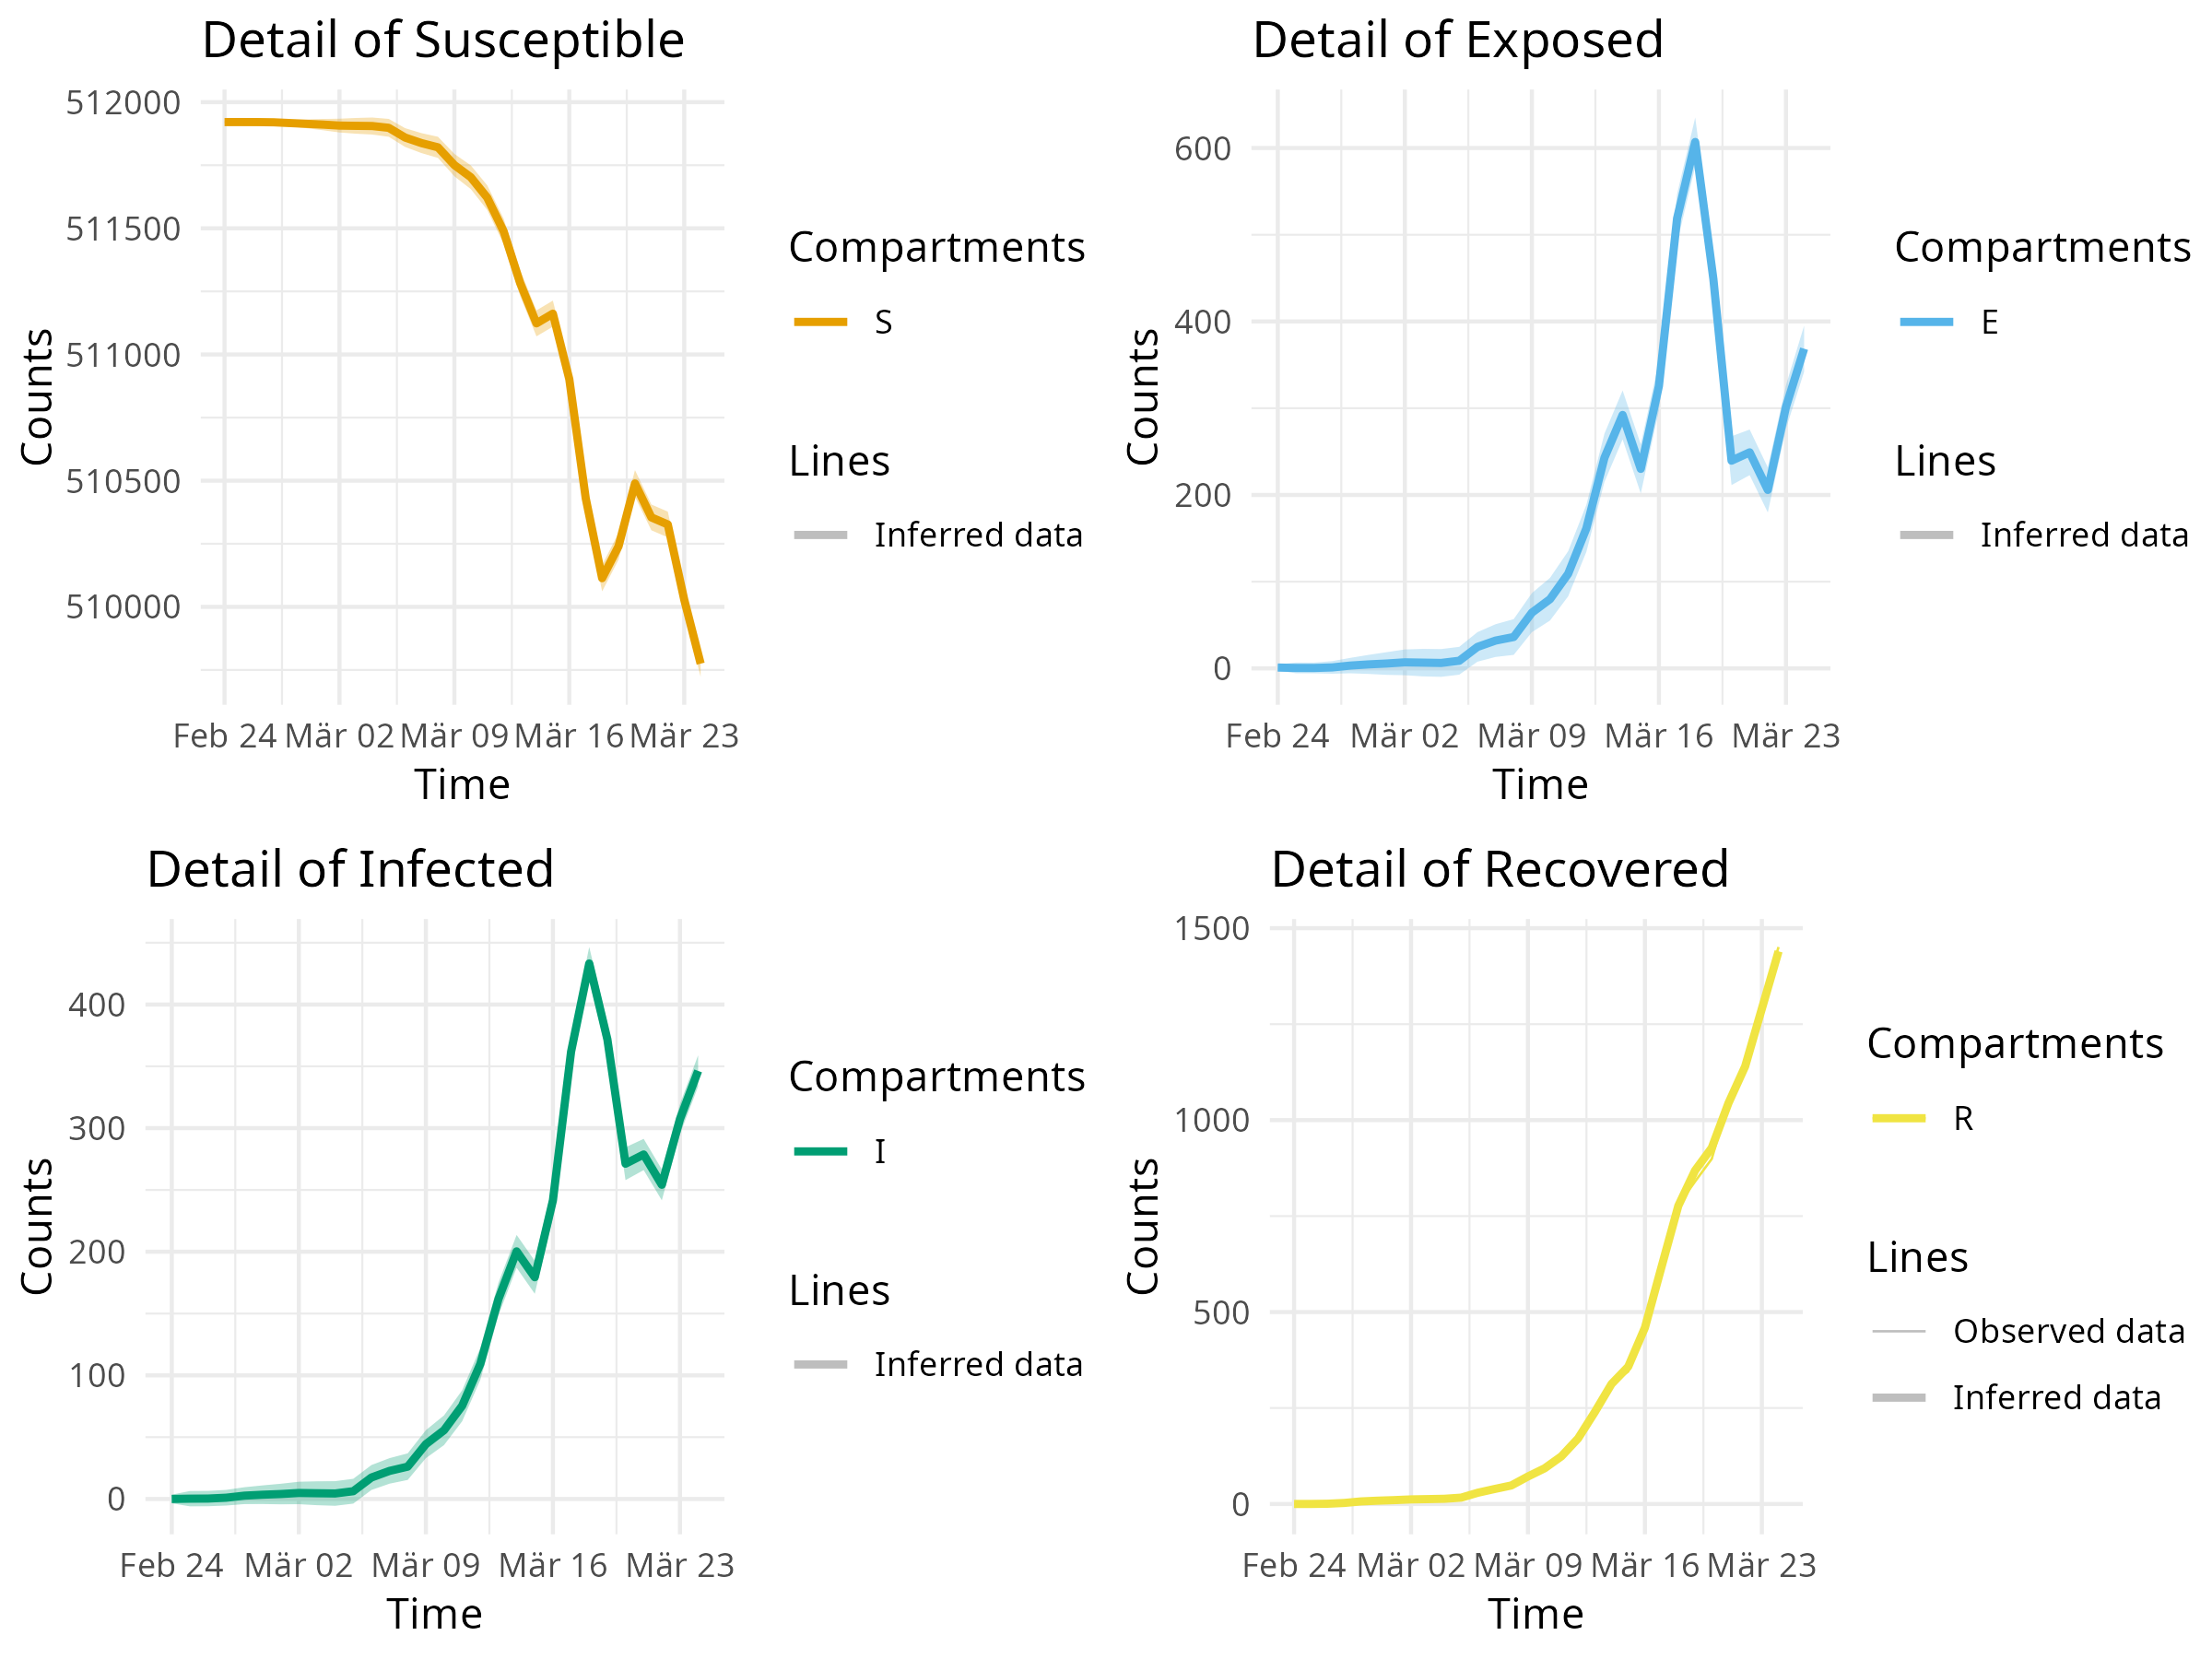 Detail of Susceptible
512000
511500
511000
510500
510000
Counts
Feb 24 Mär 02 Mär 09 Mär 16 Mär 23
Time
Compartments
S
Lines
Inferred data
Detail of Exposed
600
400
200
0
Counts
Feb 24 Mär 02 Mär 09 Mär 16 Mär 23
Time
Compartments
E
Lines
Inferred data
Detail of Infected
400
300
200
100
0
Counts
Feb 24 Mär 02 Mär 09 Mär 16 Mär 23
Time
Compartments
I
Lines
Inferred data
Detail of Recovered
1500
1000
500
0
Counts
Feb 24 Mär 02 Mär 09 Mär 16 Mär 23
Time
Compartments
R
Lines
Observed data
Inferred data